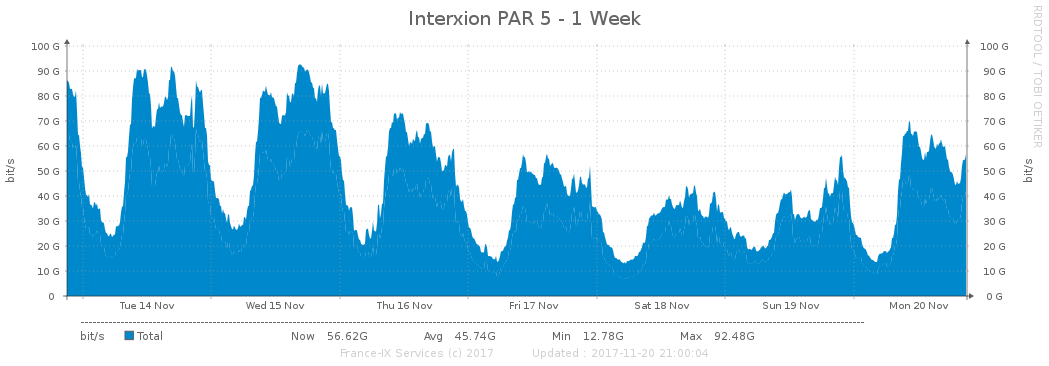 Interxion PAR 5 - 1 Week
RRDTOOL / TOBI OETIKER
100 G 100 G
90 G 90 G
80 G 80 G
70 G 70 G
60 G 60 G
50 G 50 G
40 G 40 G
30 G 30 G
20 G 20 G
10 G 10 G
0 0 G
bit/s bit/s
Tue 14 Nov Wed 15 Nov Thu 16 Nov Fri 17 Nov Sat 18 Nov Sun 19 Nov Mon 20 Nov
bit/s Total Now 56.62G Avg 45.74G Min 12.78G Max 92.48G
France-IX Services (c) 2017 Updated : 2017-11-20 21:00:04